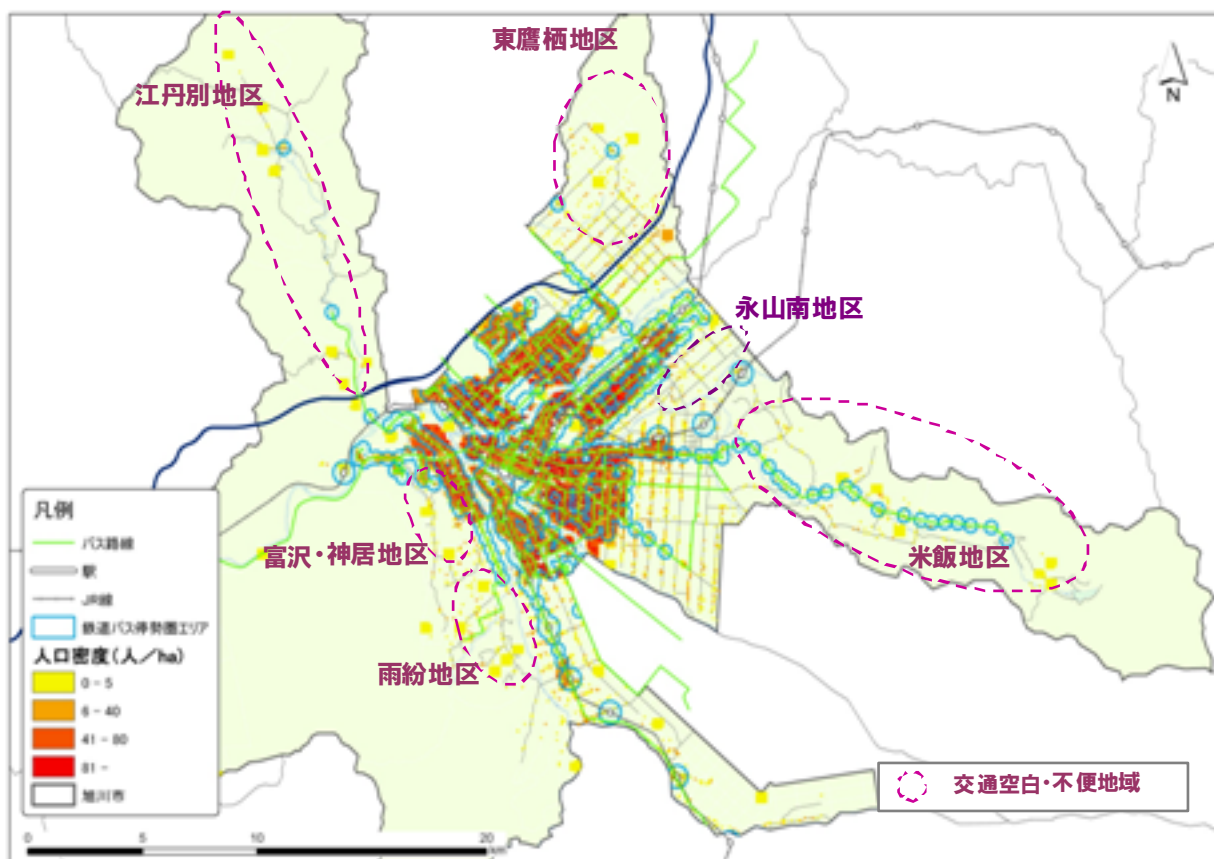 東鷹栖地区
江丹別地区
N
永山南地区
凡例
バス路線
駅
JR線
鉄道バス停勢圏エリア
人口密度(人/ha)
0 - 5
6 - 40
41 - 80
81 -
旭川市
富沢・神居地区
米飯地区
雨紛地区
交通空白・不便地域
0 5 10 20
km